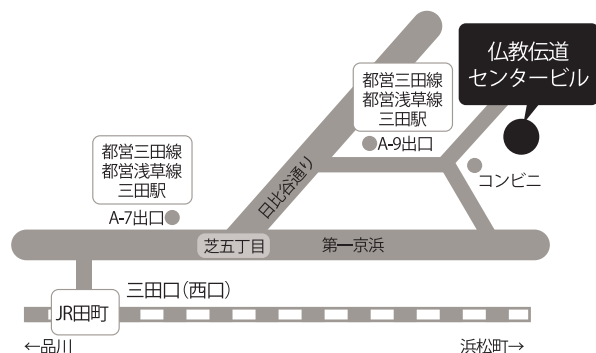 仏教伝道
センタービル
都営三田線
都営浅草線
三田駅
A-9出口
コンビニ
日比谷通り
都営三田線
都営浅草線
三田駅
A-7出口
芝五丁目
第一京浜
三田口(西口)
JR田町
←品川
浜松町→